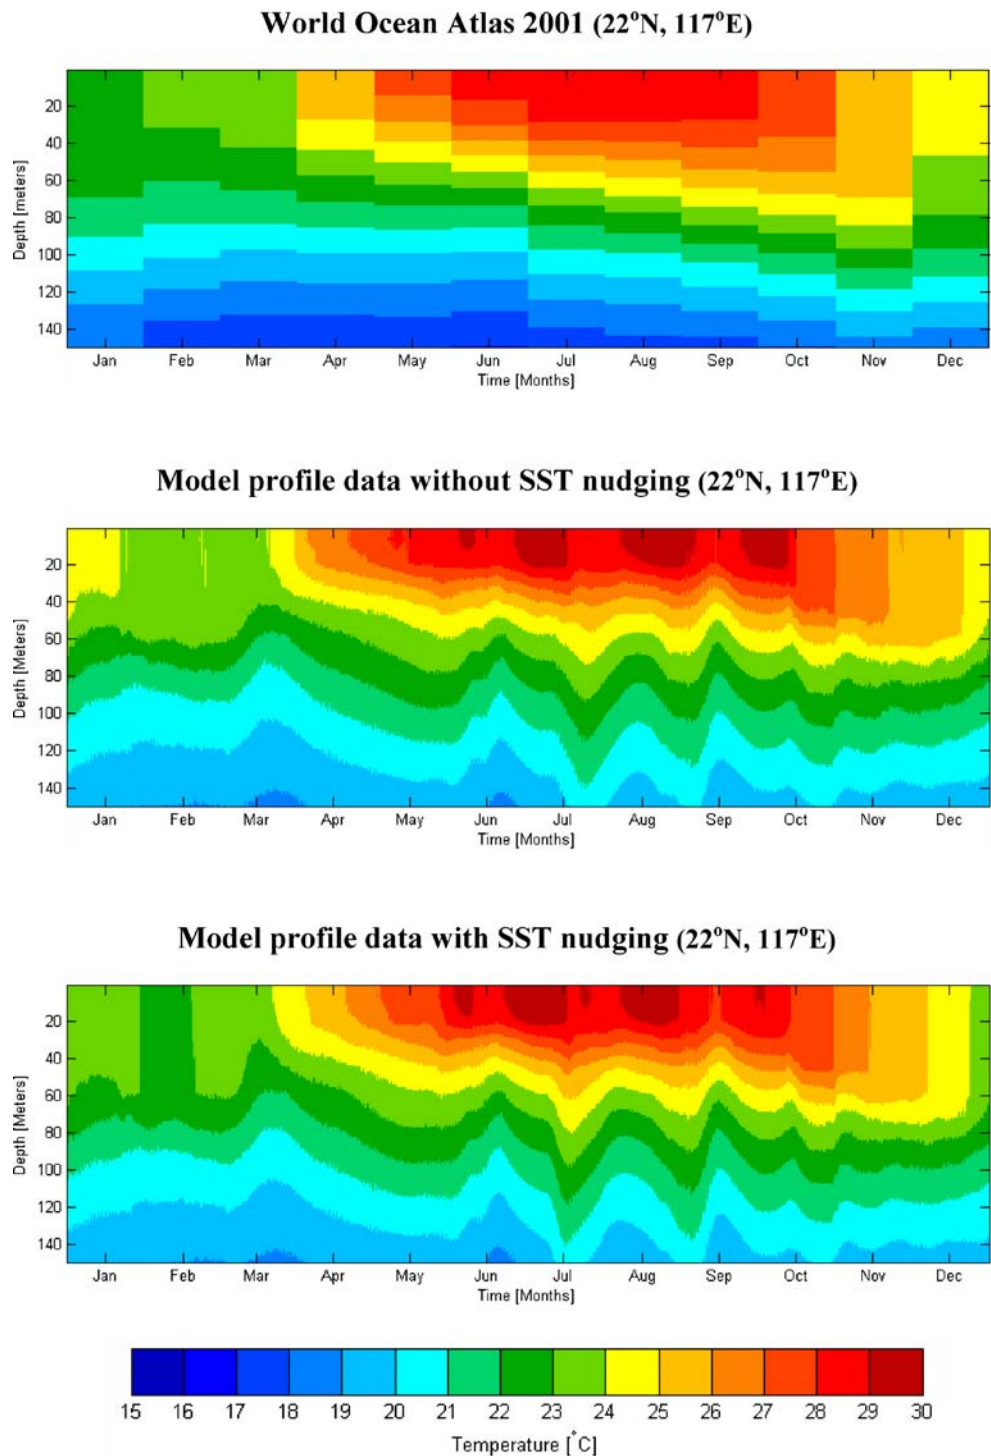 World Ocean Atlas 2001 (22°N, 117°E)
Depth [meters]
20
40
60
80
100
120
140
Jan Feb Mar Apr May Jun Jul Aug Sep Oct Nov Dec
Time [Months]
Model profile data without SST nudging (22°N, 117°E)
Depth [Meters]
20
40
60
80
100
120
140
Jan Feb Mar Apr May Jun Jul Aug Sep Oct Nov Dec
Time [Months]
Model profile data with SST nudging (22°N, 117°E)
Depth [Meters]
20
40
60
80
100
120
140
Jan Feb Mar Apr May Jun Jul Aug Sep Oct Nov Dec
Time [Months]
15 16 17 18 19 20 21 22 23 24 25 26 27 28 30
Temperature [°C]